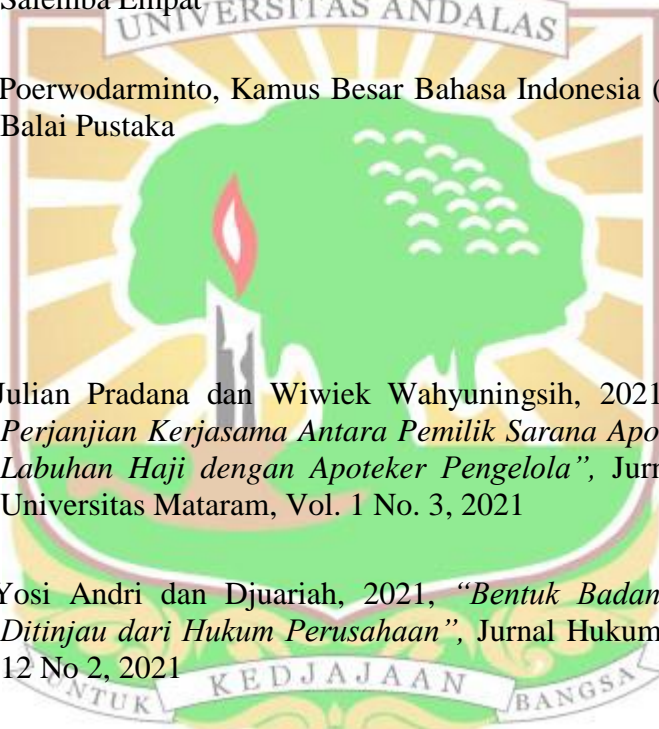 Salemba Empat
UNIVERSITAS ANDALAS
Poerwodarminto, Kamus Besar Bahasa Indonesia (
Balai Pustaka
Julian Pradana dan Wiwiek Wahyuningsih, 2021
Perjanjian Kerjasama Antara Pemilik Sarana Apo
Labuhan Haji dengan Apoteker Pengelola”, Jurn
Universitas Mataram, Vol. 1 No. 3, 2021
Yosi Andri dan Djuariah, 2021, “Bentuk Badan
Ditinjau dari Hukum Perusahaan”, Jurnal Hukum
12 No 2, 2021
UNTUK KEDJAJAAN BANGSA